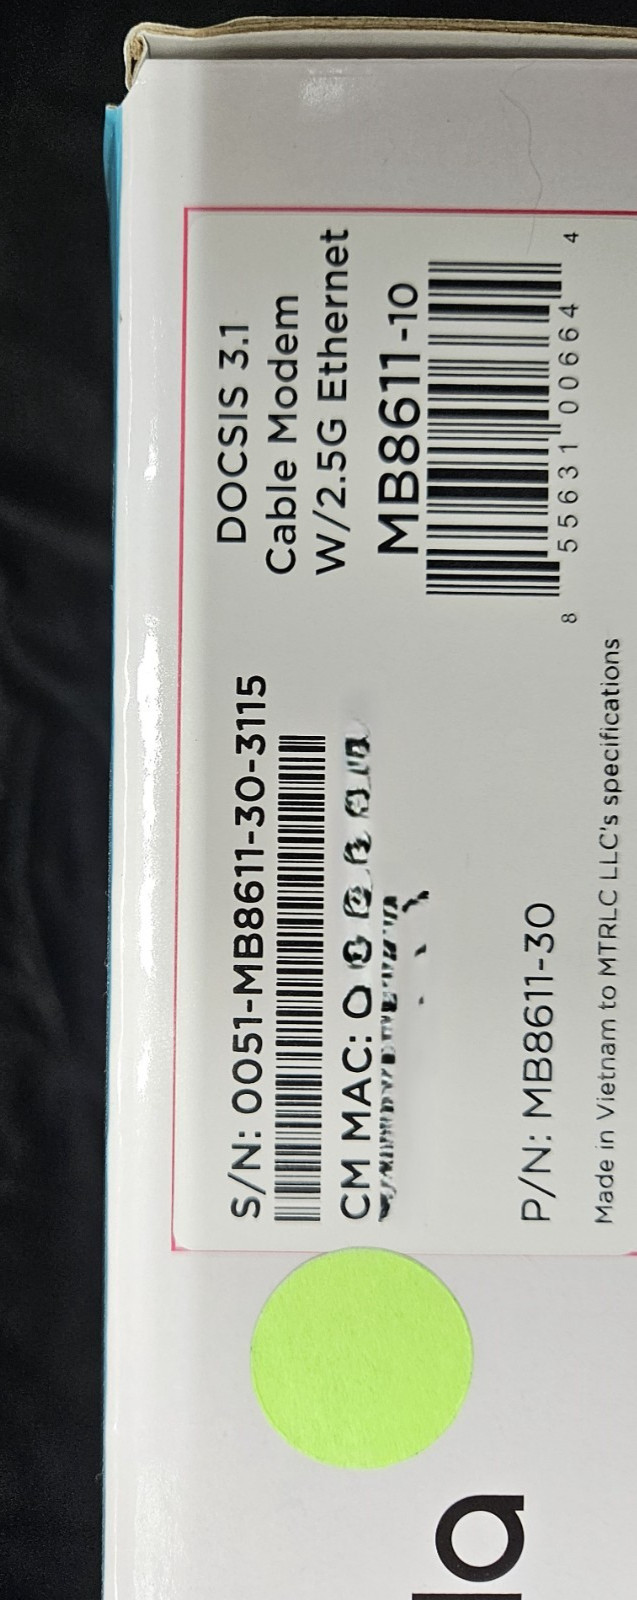 S/N: 0051-MB8611-30-3115
CM MAC: 0
P/N: MB8611-30
Made in Vietnam to MTRLC LLC's specifications
DOCSIS 3.1
Cable Modem
W/2.5G Ethernet
MB8611-10
8 55631 00664 4